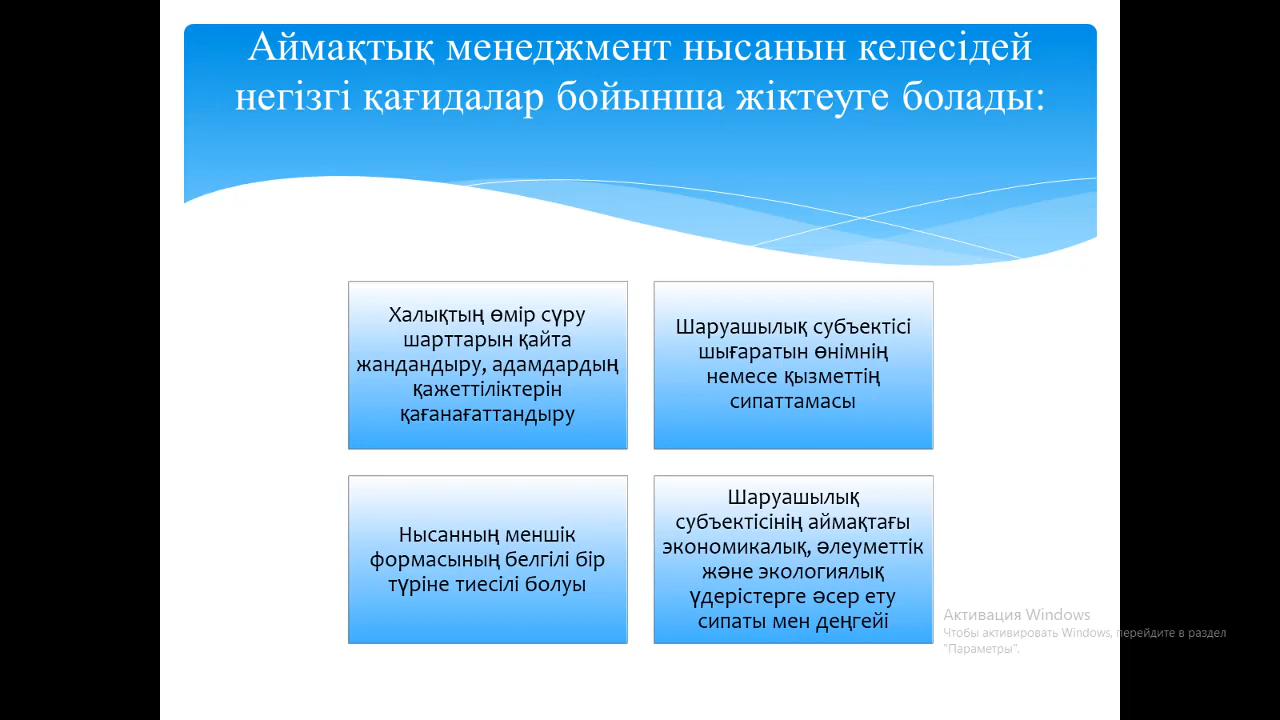 Аймақтық менеджмент нысанын келесідей
негізгі қағидалар бойынша жіктеуге болады:
Халықтың өмір сүру
шарттарын қайта
жандандыру, адамдардың
қажеттіліктерін
қағанағаттандыру
Шаруашылық субъектісі
шығаратын өнімнің
немесе қызметтің
сипаттамасы
Нысанның меншік
формасының белгілі бір
түріне тиесілі болуы
Шаруашылық
субъектісінің аймақтағы
экономикалық, әлеуметтік
және экологиялық
үдерістерге әсер ету
сипаты мен деңгейі
Активация Windows
Чтобы активировать Windows, перейдите в раздел
"Параметры".